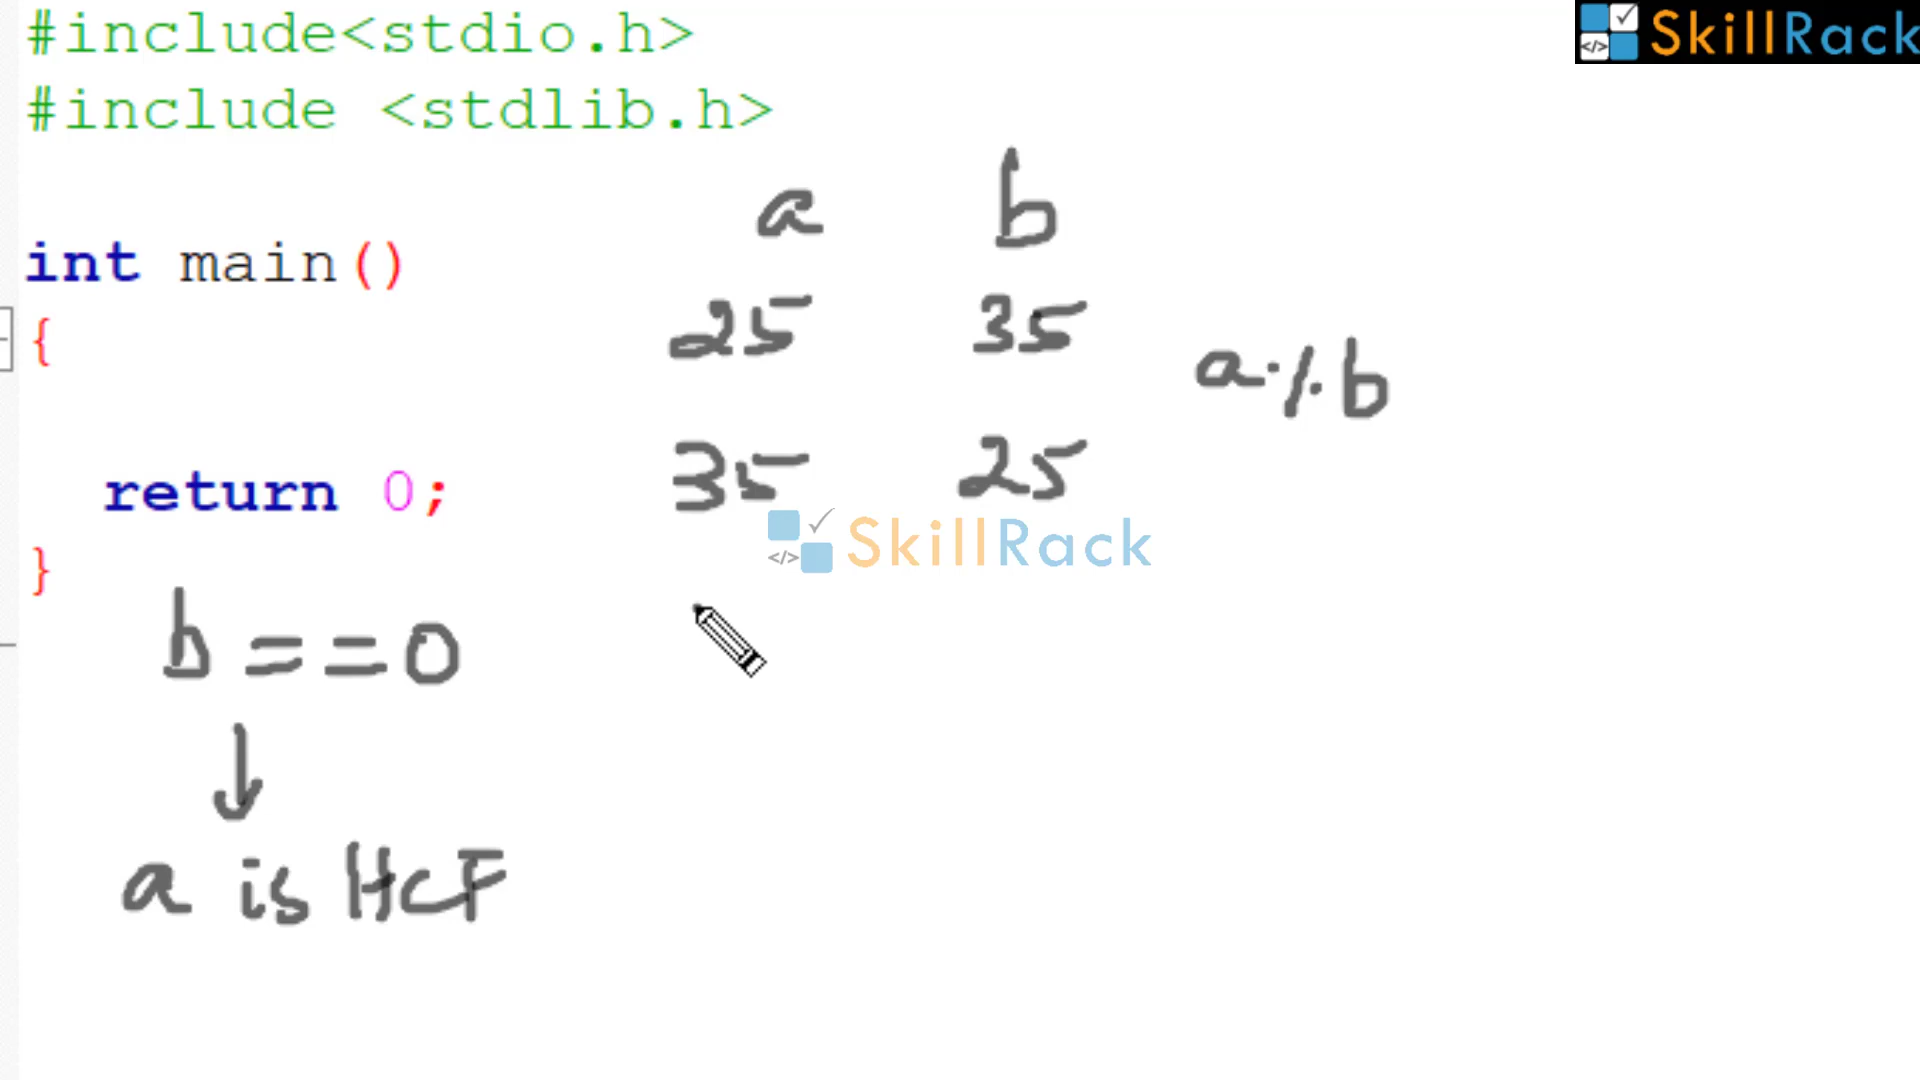 #include<stdio.h>
SkillRack
#include <stdlib.h>
a b
int main()
25 35
{
a % b
35 25
return 0;
SkillRack
}
b == 0
↓
a is HCF